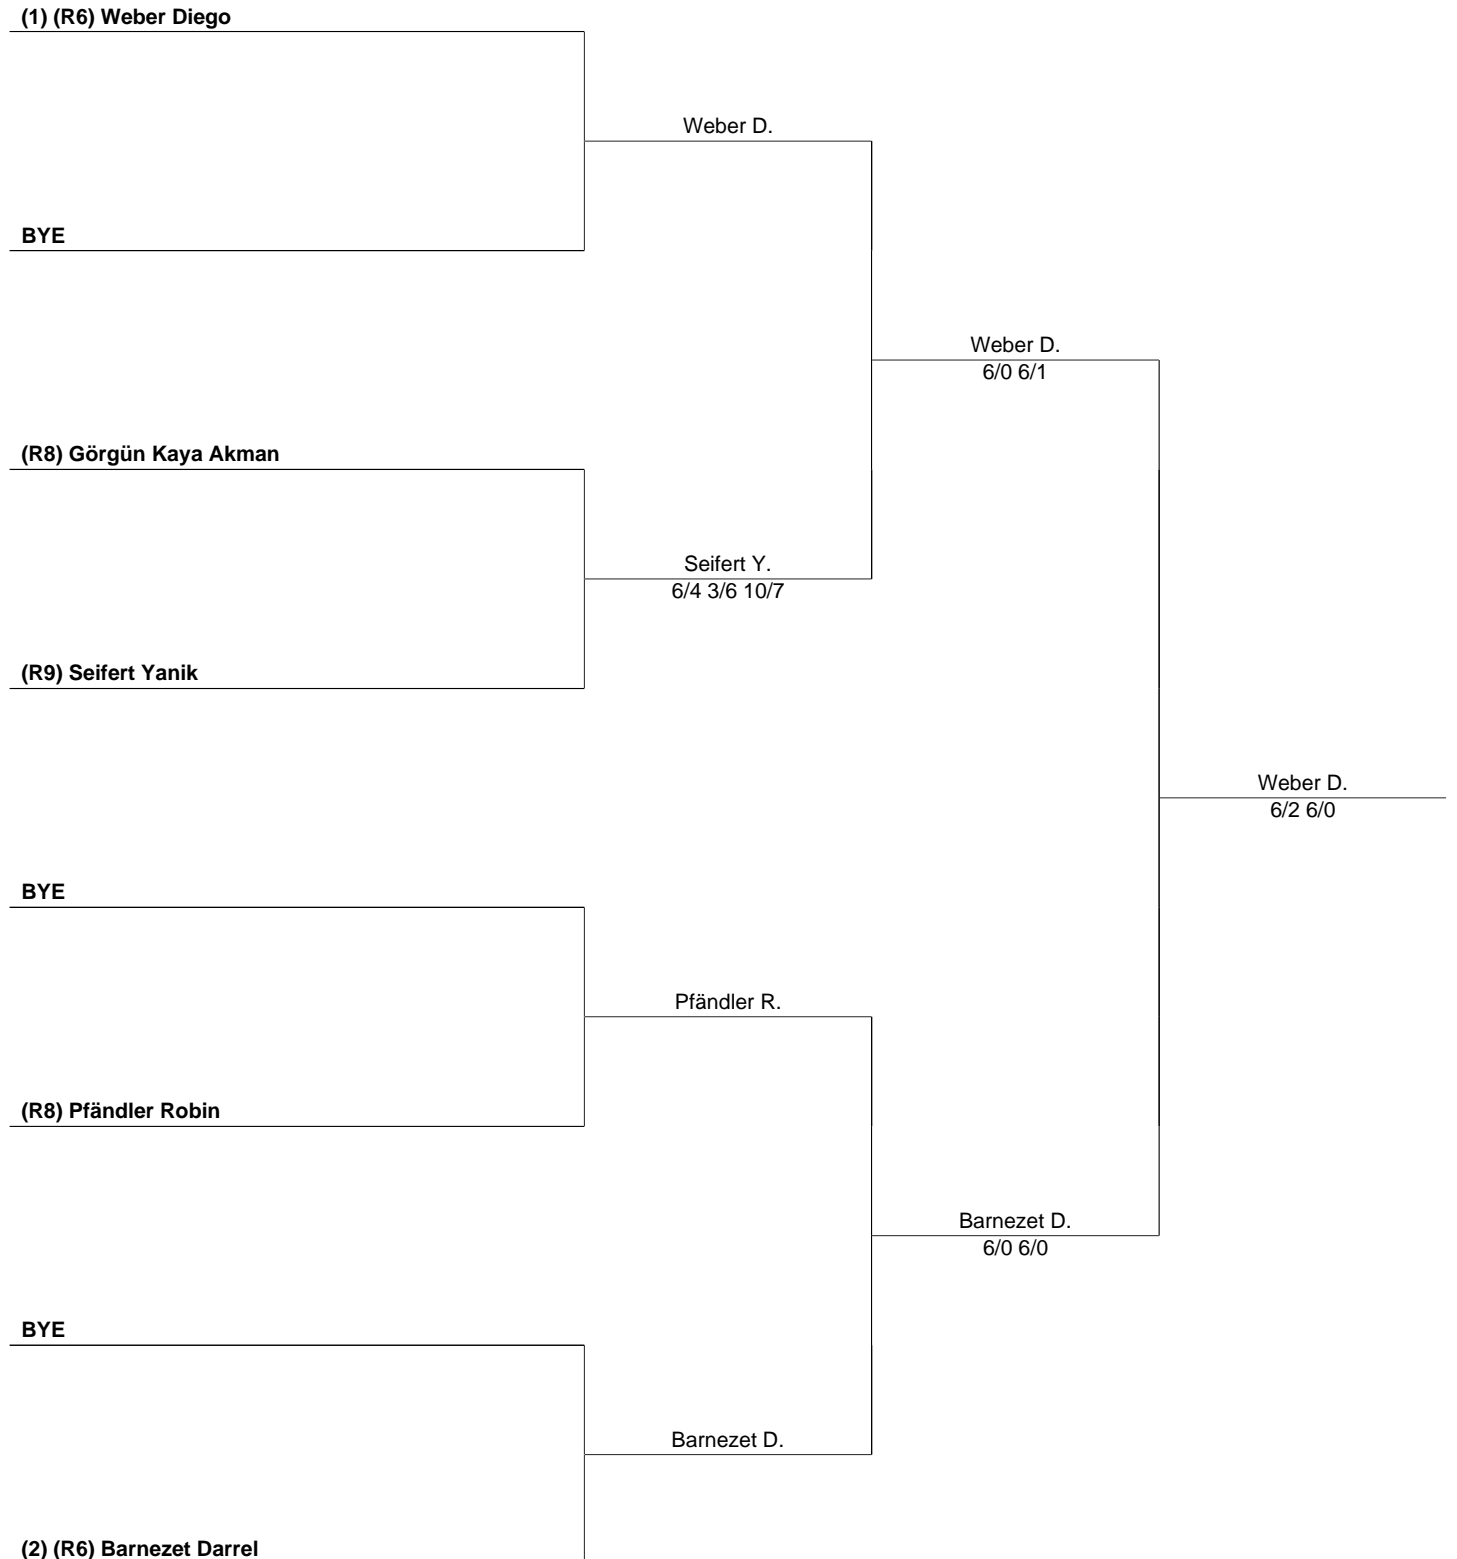 (1) (R6) Weber Diego
Weber D.
BYE
Weber D.
6/0 6/1
(R8) Görgün Kaya Akman
Seifert Y.
6/4 3/6 10/7
(R9) Seifert Yanik
Weber D.
6/2 6/0
BYE
Pfändler R.
(R8) Pfändler Robin
Barnezet D.
6/0 6/0
BYE
Barnezet D.
(2) (R6) Barnezet Darrel